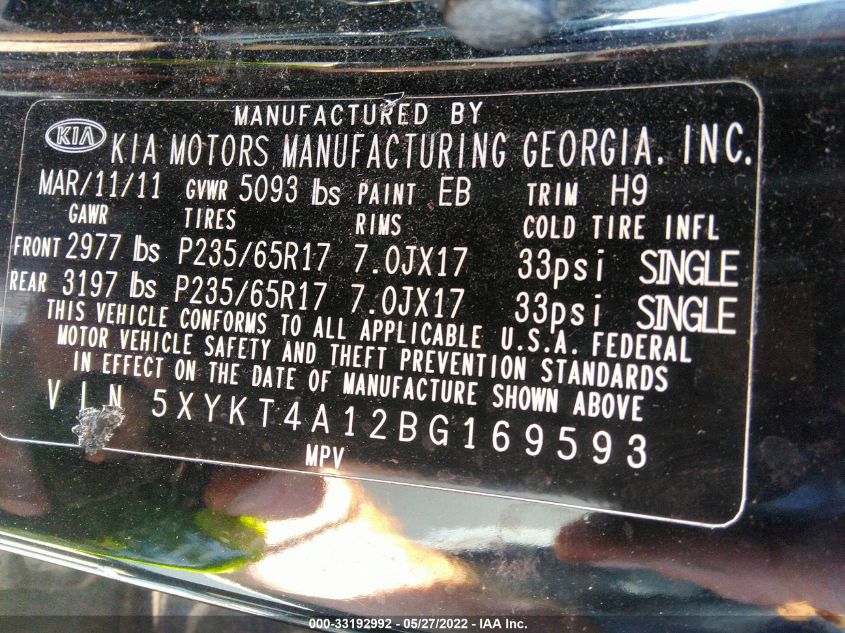 MANUFACTURED BY
KIA KIA MOTORS MANUFACTURING GEORGIA, INC.
MAR/11/11 GVWR 5093 lbs PAINT EB TRIM H9
GAWR TIRES RIMS COLD TIRE INFL
FRONT 2977 lbs P235/65R17 7.0JX17 33psi SINGLE
REAR 3197 lbs P235/65R17 7.0JX17 33psi SINGLE
THIS VEHICLE CONFORMS TO ALL APPLICABLE U.S.A. FEDERAL
MOTOR VEHICLE SAFETY AND THEFT PREVENTION STANDARDS
IN EFFECT ON THE DATE OF MANUFACTURE SHOWN ABOVE
VIN 5XYKT4A12BG169593
MPV
000-33192992 - 05/27/2022 - IAA Inc.